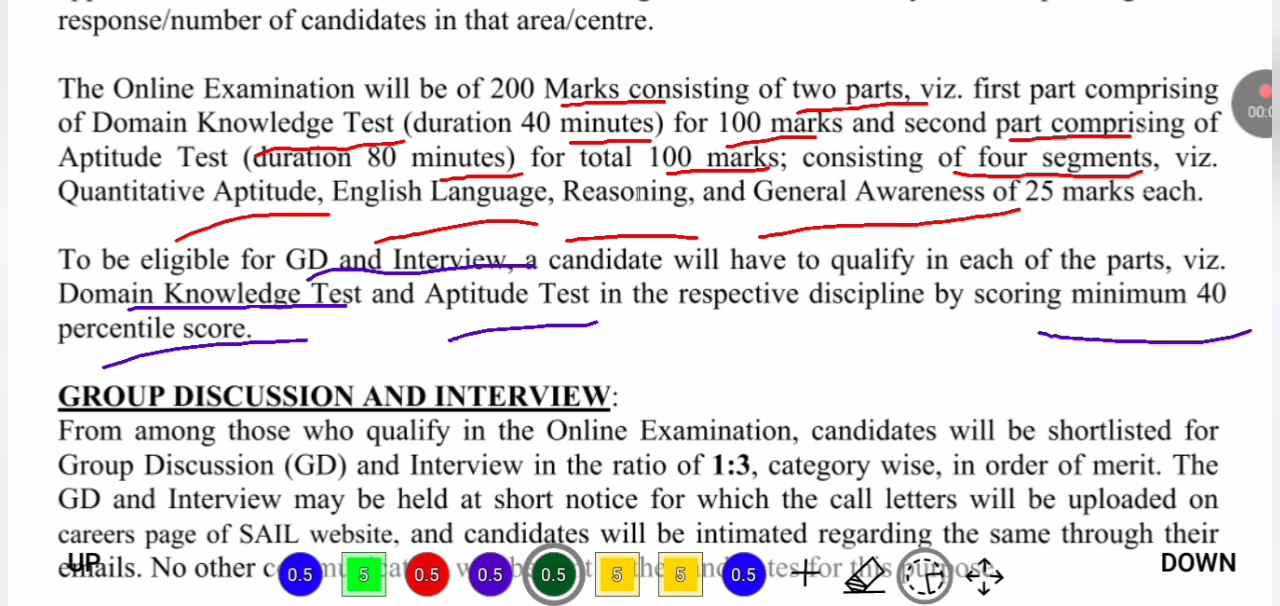 response/number of candidates in that area/centre.
The Online Examination will be of 200 Marks consisting of two parts, viz. first part comprising
of Domain Knowledge Test (duration 40 minutes) for 100 marks and second part comprising of
Aptitude Test (duration 80 minutes) for total 100 marks; consisting of four segments, viz.
Quantitative Aptitude, English Language, Reasoning, and General Awareness of 25 marks each.
To be eligible for GD and Interview, a candidate will have to qualify in each of the parts, viz.
Domain Knowledge Test and Aptitude Test in the respective discipline by scoring minimum 40
percentile score.
GROUP DISCUSSION AND INTERVIEW:
From among those who qualify in the Online Examination, candidates will be shortlisted for
Group Discussion (GD) and Interview in the ratio of 1:3, category wise, in order of merit. The
GD and Interview may be held at short notice for which the call letters will be uploaded on
careers page of SAIL website, and candidates will be intimated regarding the same through their
emails. No other for this purpose.
UP 0.5 5 0.5 0.5 0.5 5 5 0.5 DOWN